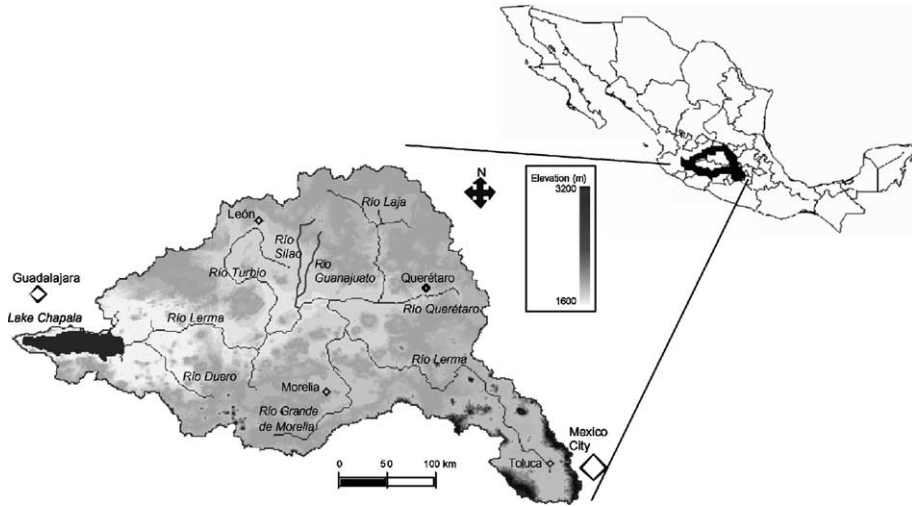 N
Elevation (m)
3200
1600
León
Río Laja
Río
Silao
Río
Guanajuato
Río Turbio
Guadalajara
Querétaro
Río Querétaro
Lake Chapala
Río Lerma
Río Lerma
Río Duero
Morelia
Río Grande
de Morelia
Mexico
City
Toluca
0 50 100 km